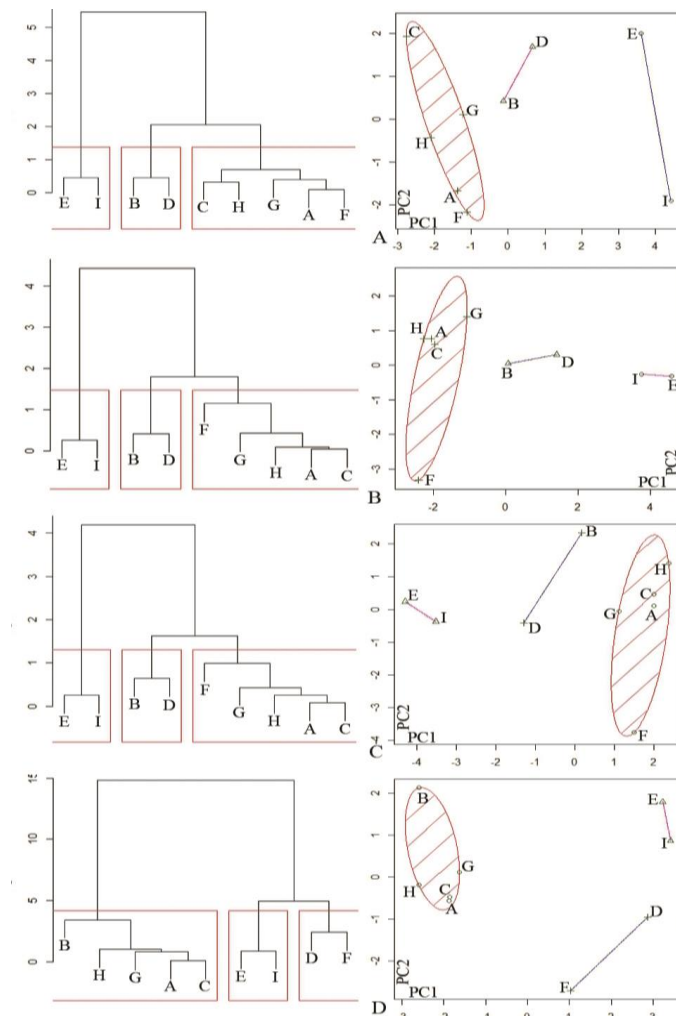 5
4
3
2
1
0
E I B D C H G A F
2
1
0
-1
-2
C
D
E
G
B
H
A
F
I
PC2
PC1
A
-3 -2 -1 0 1 2 3 4
4
3
2
1
0
E I B D F G H A C
2
1
0
-1
-2
-3
G
H A
C
B D
I E
F
PC2
PC1
B
-2 0 2 4
4
3
2
1
0
E I B D F G H A C
2
1
0
-1
-2
-3
-4
B
H
E
C
A
G
I
D
F
PC2
PC1
C
-4 -3 -2 -1 0 1 2
15
10
5
0
B H G A C E I D F
2
1
0
-1
-2
B
E
G
I
H
C
A
D
F
PC2
PC1
D